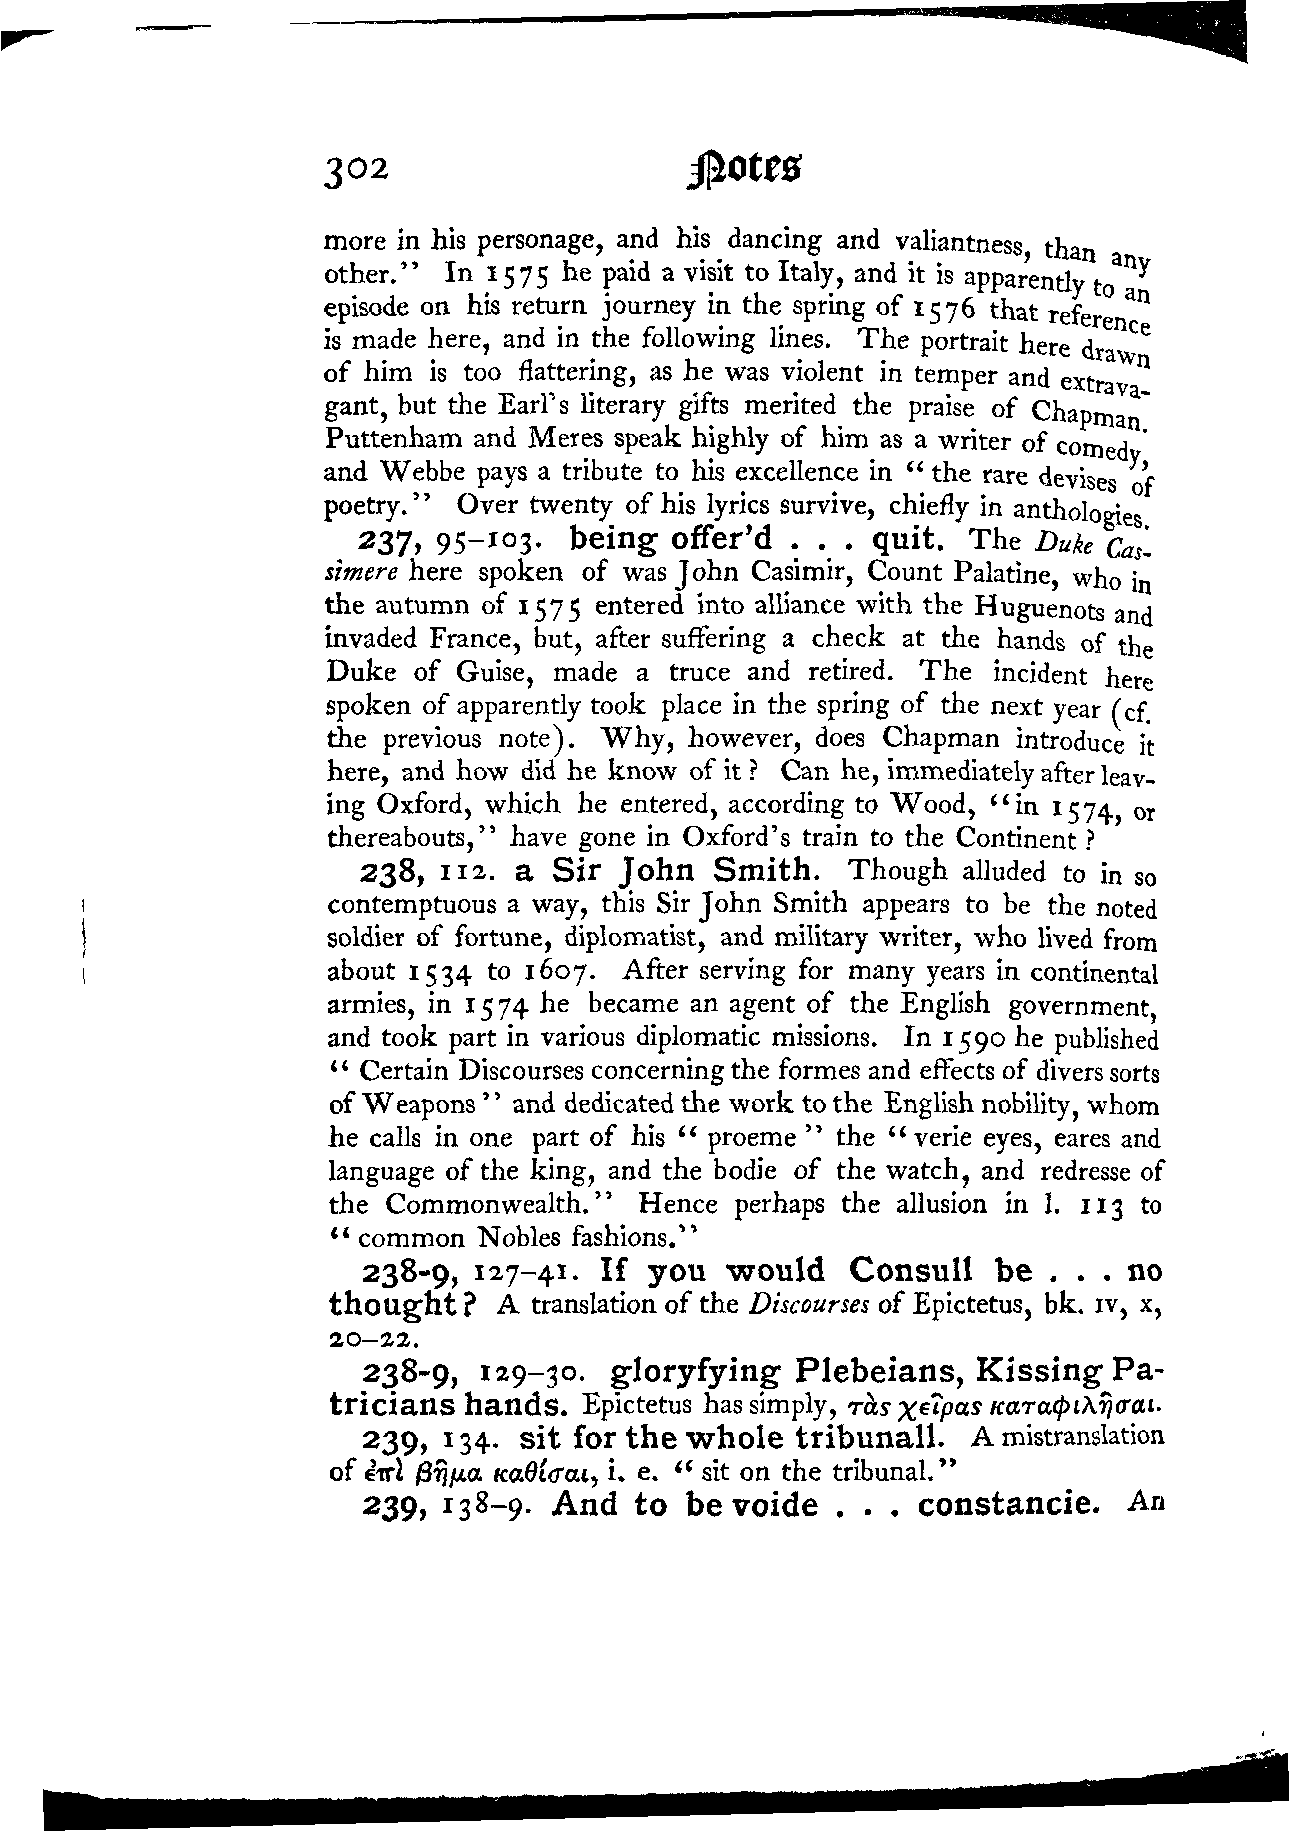 302 Notes
more in his personage, and his dancing and valiantness, than any
other." In 1575 he paid a visit to Italy, and it is apparently to an
episode on his return journey in the spring of 1576 that reference
is made here, and in the following lines. The portrait here drawn
of him is too flattering, as he was violent in temper and extrava-
gant, but the Earl's literary gifts merited the praise of Chapman.
Puttenham and Meres speak highly of him as a writer of comedy,
and Webbe pays a tribute to his excellence in "the rare devises of
poetry." Over twenty of his lyrics survive, chiefly in anthologies.
237, 95–103. being offer'd . . . quit. The Duke Cas-
simere here spoken of was John Casimir, Count Palatine, who in
the autumn of 1575 entered into alliance with the Huguenots and
invaded France, but, after suffering a check at the hands of the
Duke of Guise, made a truce and retired. The incident here
spoken of apparently took place in the spring of the next year (cf.
the previous note). Why, however, does Chapman introduce it
here, and how did he know of it? Can he, immediately after leav-
ing Oxford, which he entered, according to Wood, "in 1574, or
thereabouts," have gone in Oxford's train to the Continent?
238, 112. a Sir John Smith. Though alluded to in so
contemptuous a way, this Sir John Smith appears to be the noted
soldier of fortune, diplomatist, and military writer, who lived from
about 1534 to 1607. After serving for many years in continental
armies, in 1574 he became an agent of the English government,
and took part in various diplomatic missions. In 1590 he published
"Certain Discourses concerning the formes and effects of divers sorts
of Weapons" and dedicated the work to the English nobility, whom
he calls in one part of his "proeme" the "verie eyes, eares and
language of the king, and the bodie of the watch, and redresse of
the Commonwealth." Hence perhaps the allusion in l. 113 to
"common Nobles fashions."
238-9, 127–41. If you would Consull be . . . no
thought? A translation of the Discourses of Epictetus, bk. IV, x,
20–22.
238-9, 129–30. gloryfying Plebeians, Kissing Pa-
tricians hands. Epictetus has simply, τὰς χεῖρας καταφιλῆσαι.
239, 134. sit for the whole tribunall. A mistranslation
of ἐπὶ βῆμα καθίσαι, i. e. "sit on the tribunal."
239, 138–9. And to be voide . . . constancie. An